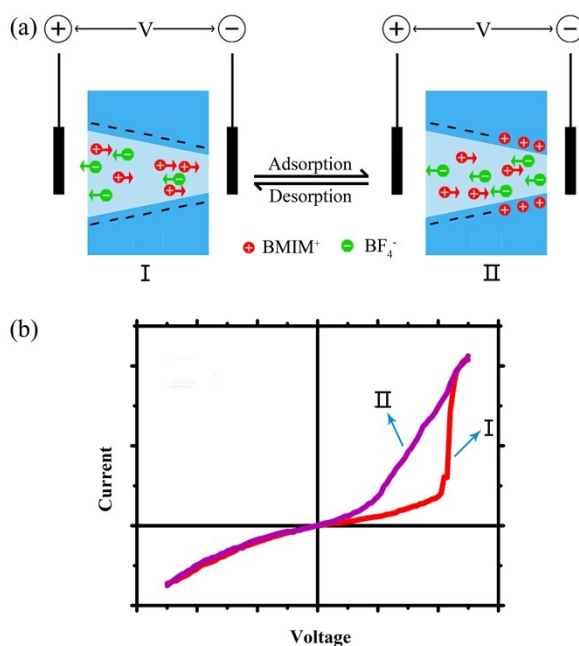 (a)
+ V −
+ V −
Adsorption
Desorption
+ BMIM⁺ − BF₄⁻
I
II
(b)
II
I
Current
Voltage